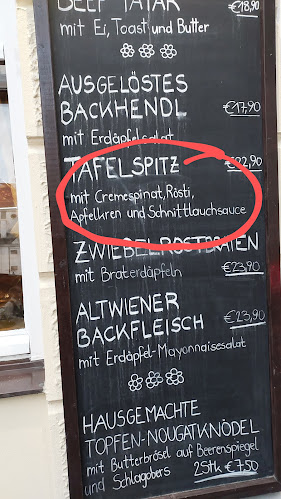 BEEF TATAR €18,90
mit Ei, Toast und Butter
AUSGELÖSTES
BACKHENDL €17,90
mit Erdäpfelsalat
TAFELSPITZ €22,90
mit Cremespinat, Rösti,
Apfelkren und Schnittlauchsauce
ZWIEBELROSTBRATEN
mit Braterdäpfeln €23,90
ALTWIENER €23,90
BACKFLEISCH
mit Erdäpfel-Mayonnaisesalat
HAUSGEMACHTE
TOPFEN-NOUGATKNÖDEL
mit Butterbrösel auf Beerenspiegel
und Schlagobers 2Stk €7,50